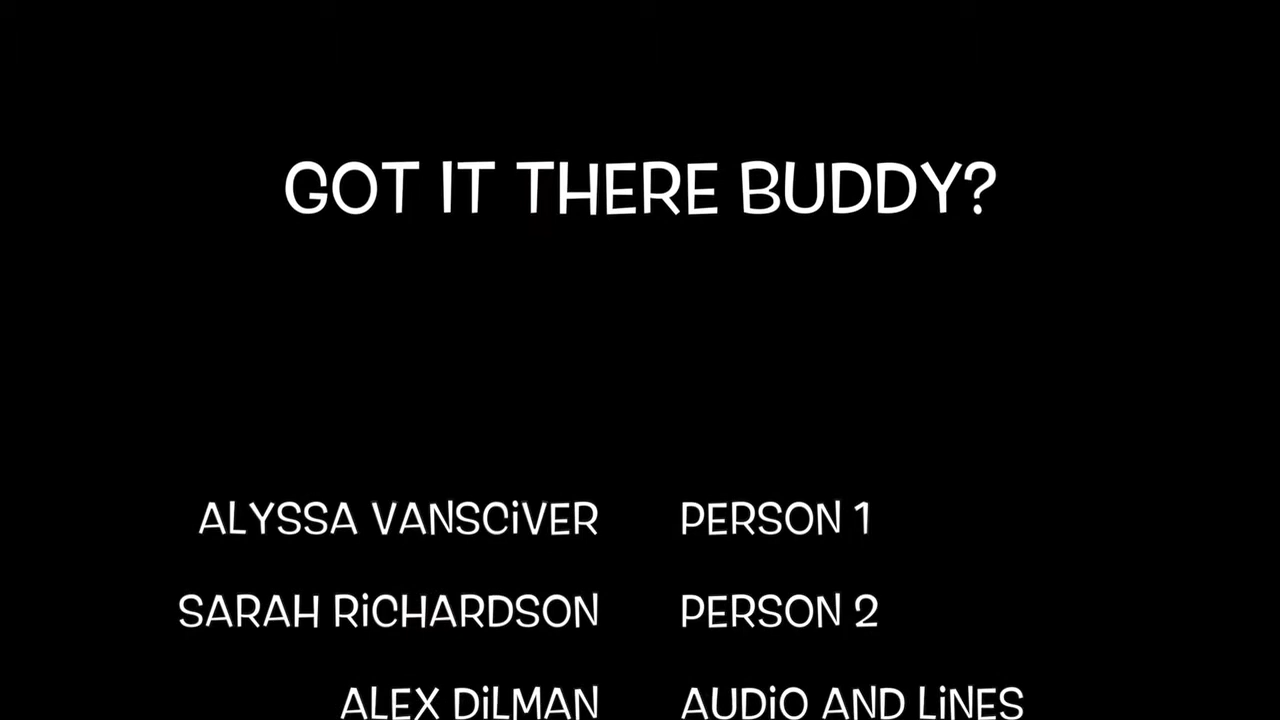 GOT IT THERE BUDDY?
ALYSSA VANSCiVER PERSON 1
SARAH RiCHARDSON PERSON 2
ALEX DiLMAN AUDiO AND LiNES